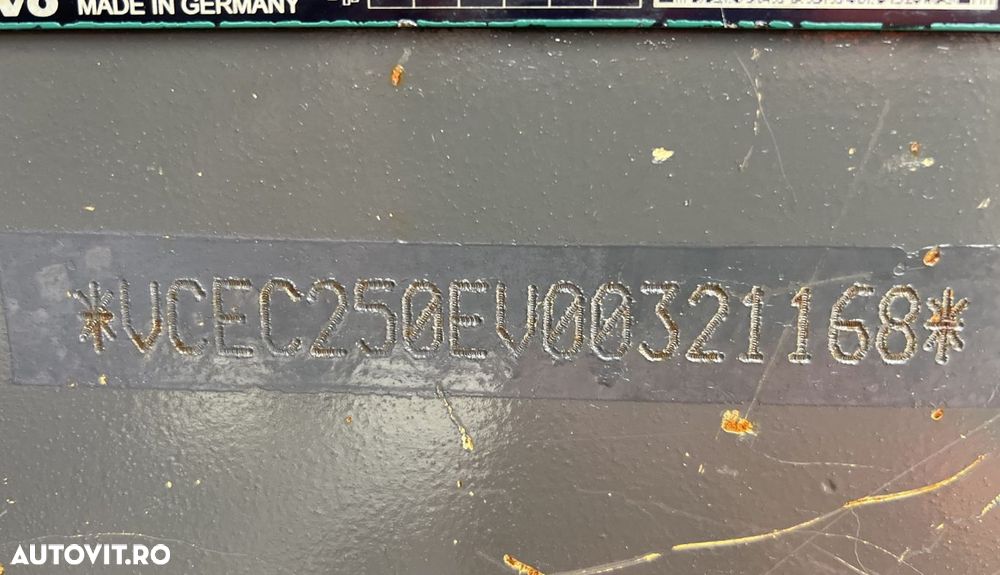 MADE IN GERMANY
*VCEC250EV00321168*
AUTOVIT.RO